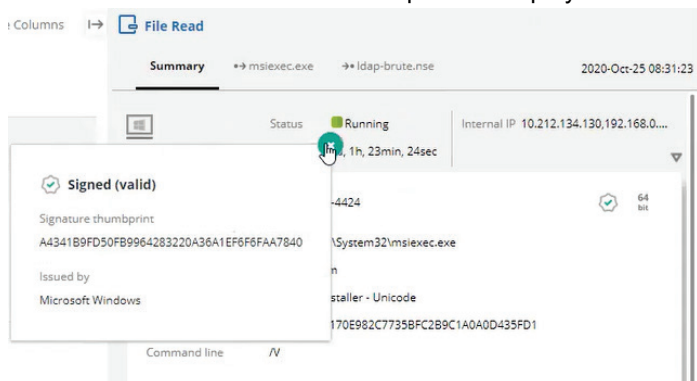 Columns
File Read
Summary
msiexec.exe
ldap-brute.nse
2020-Oct-25 08:31:23
Status
Running
Internal IP 10.212.134.130,192.168.0....
1h, 23min, 24sec
Signed (valid)
Signature thumbprint
A4341B9FD50FB9964283220A36A1EF6F6FAA7840
Issued by
Microsoft Windows
-4424
64
bit
\System32\msiexec.exe
staller - Unicode
170E982C7735BFC2B9C1A0A0D435FD1
Command line
/V